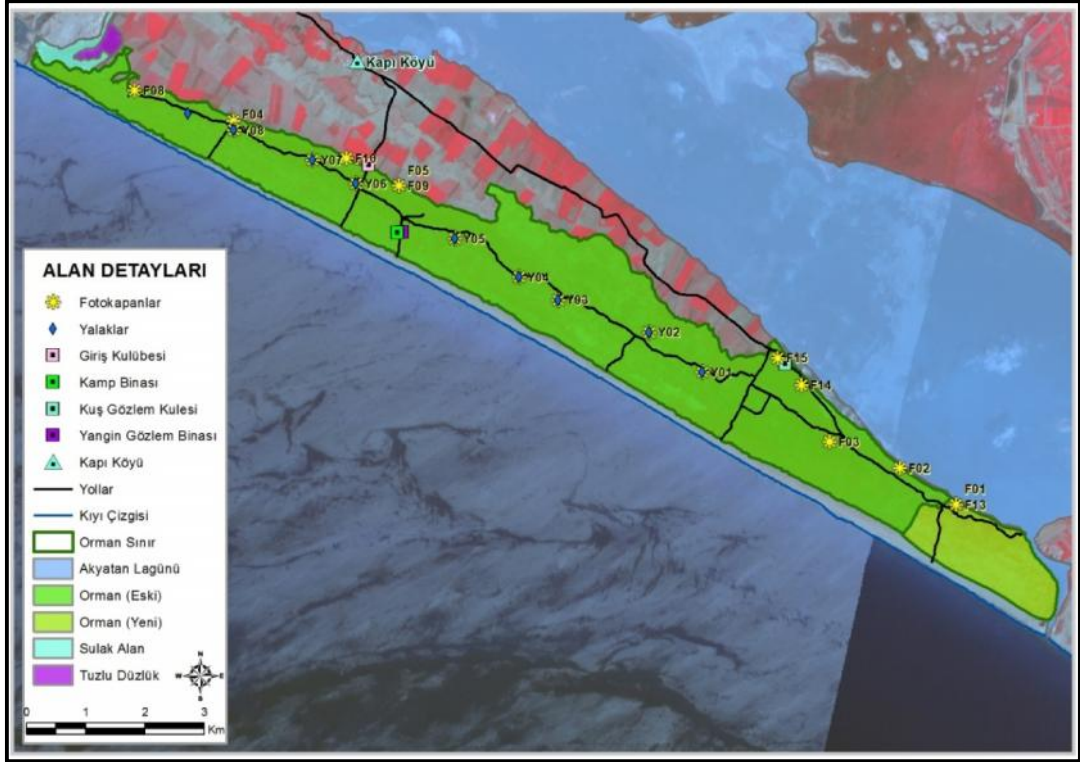 Kapı Köyü
F08
F04
Y08
Y07
F10
F05
F09
Y06
Y05
Y04
Y03
Y02
Y01
F15
F14
F03
F02
F01
F13
ALAN DETAYLARI
Fotokapanlar
Yalaklar
Giriş Kulübesi
Kamp Binası
Kuş Gözlem Kulesi
Yangin Gözlem Binası
Kapı Köyü
Yollar
Kıyı Çizgisi
Orman Sınır
Akyatan Lagünü
Orman (Eski)
Orman (Yeni)
Sulak Alan
Tuzlu Düzlük
N
W E
S
0 1 2 3
Km